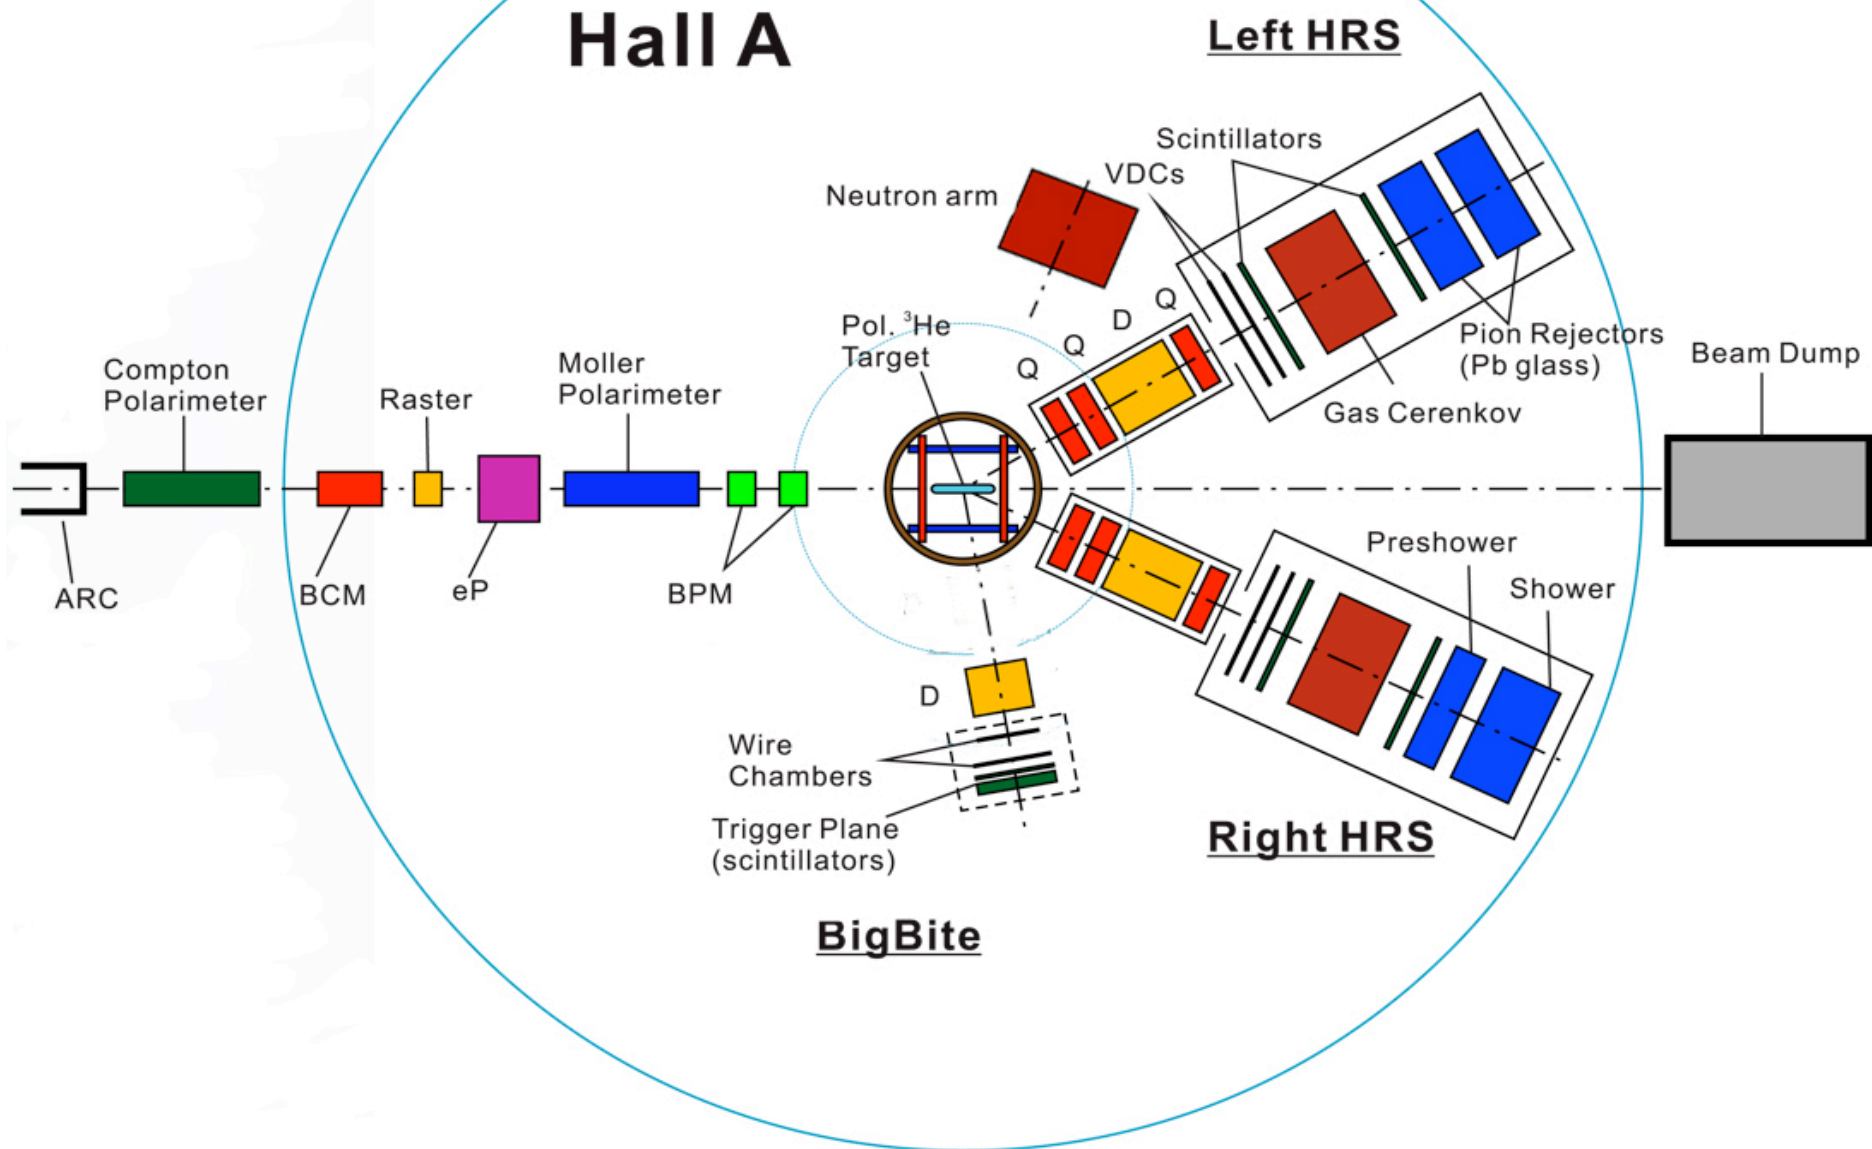 Hall A
Left HRS
Scintillators
VDCs
Neutron arm
Q
D
Q
Q
Pol. ³He
Target
Pion Rejectors
(Pb glass)
Gas Cerenkov
Beam Dump
Compton
Polarimeter
Raster
Moller
Polarimeter
ARC
BCM
eP
BPM
Preshower
Shower
D
Wire
Chambers
Trigger Plane
(scintillators)
Right HRS
BigBite